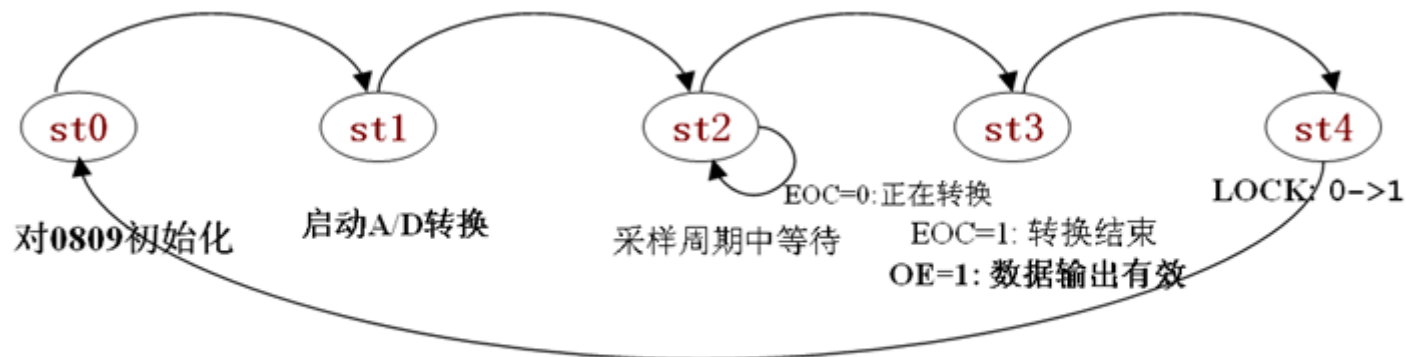 st0
st1
st2
st3
st4
对0809初始化
启动A/D转换
EOC=0:正在转换
采样周期中等待
EOC=1: 转换结束
OE=1: 数据输出有效
LOCK: 0->1